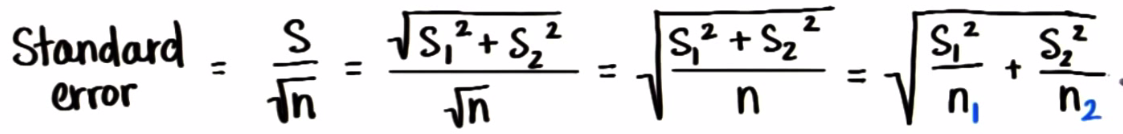 Standard error = S/√n = √(S₁² + S₂²)/√n = √((S₁² + S₂²)/n) = √(S₁²/n₁ + S₂²/n₂).